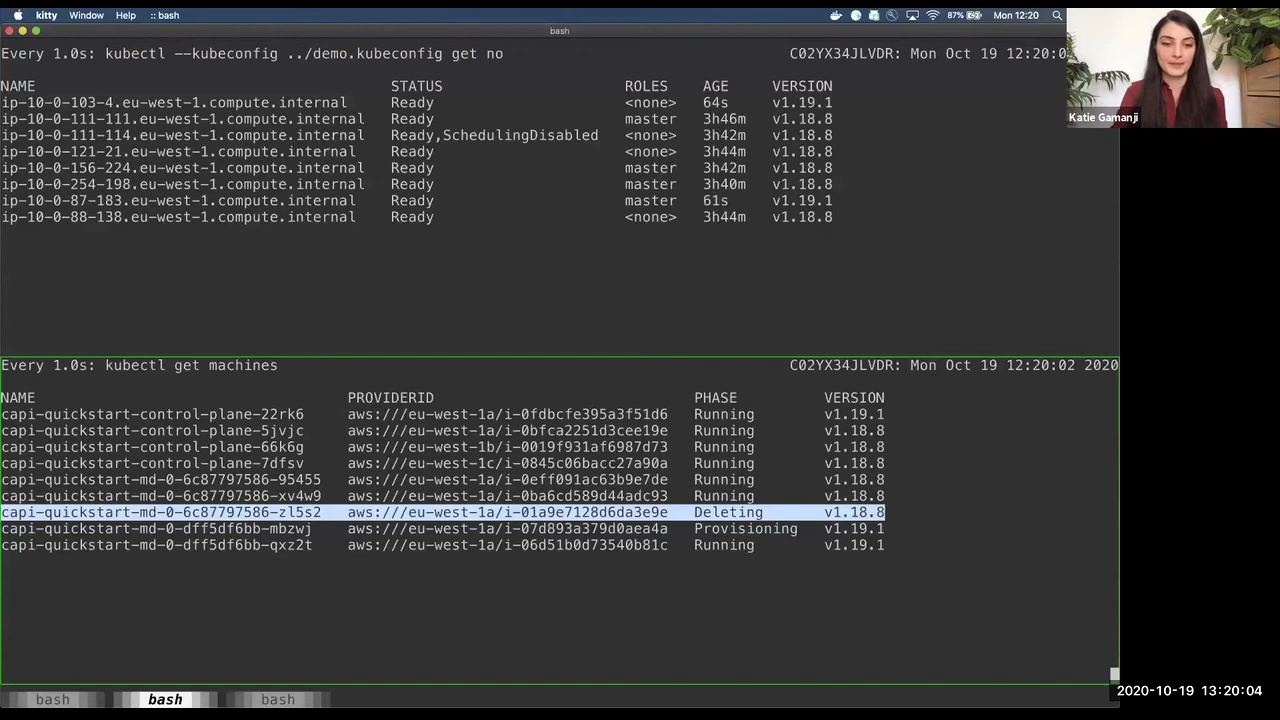 kitty Window Help :: bash 87% Mon 12:20
bash
Every 1.0s: kubectl --kubeconfig ../demo.kubeconfig get no C02YX34JLVDR: Mon Oct 19 12:20:0
NAME STATUS ROLES AGE VERSION
ip-10-0-103-4.eu-west-1.compute.internal Ready <none> 64s v1.19.1
ip-10-0-111-111.eu-west-1.compute.internal Ready master 3h46m v1.18.8
ip-10-0-111-114.eu-west-1.compute.internal Ready,SchedulingDisabled <none> 3h42m v1.18.8
ip-10-0-121-21.eu-west-1.compute.internal Ready <none> 3h44m v1.18.8
ip-10-0-156-224.eu-west-1.compute.internal Ready master 3h42m v1.18.8
ip-10-0-254-198.eu-west-1.compute.internal Ready master 3h40m v1.18.8
ip-10-0-87-183.eu-west-1.compute.internal Ready master 61s v1.19.1
ip-10-0-88-138.eu-west-1.compute.internal Ready <none> 3h44m v1.18.8
Katie Gamanji
Every 1.0s: kubectl get machines C02YX34JLVDR: Mon Oct 19 12:20:02 2020
NAME PROVIDERID PHASE VERSION
capi-quickstart-control-plane-22rk6 aws:///eu-west-1a/i-0fdbcfe395a3f51d6 Running v1.19.1
capi-quickstart-control-plane-5jvjc aws:///eu-west-1a/i-0bfca2251d3cee19e Running v1.18.8
capi-quickstart-control-plane-66k6g aws:///eu-west-1b/i-0019f931af6987d73 Running v1.18.8
capi-quickstart-control-plane-7dfsv aws:///eu-west-1c/i-0845c06bacc27a90a Running v1.18.8
capi-quickstart-md-0-6c87797586-95455 aws:///eu-west-1a/i-0eff091ac63b9e7de Running v1.18.8
capi-quickstart-md-0-6c87797586-xv4w9 aws:///eu-west-1a/i-0ba6cd589d44adc93 Running v1.18.8
capi-quickstart-md-0-6c87797586-zl5s2 aws:///eu-west-1a/i-01a9e7128d6da3e9e Deleting v1.18.8
capi-quickstart-md-0-dff5df6bb-mbzwj aws:///eu-west-1a/i-07d893a379d0aea4a Provisioning v1.19.1
capi-quickstart-md-0-dff5df6bb-qxz2t aws:///eu-west-1a/i-06d51b0d73540b81c Running v1.19.1
bash bash bash
2020-10-19 13:20:04